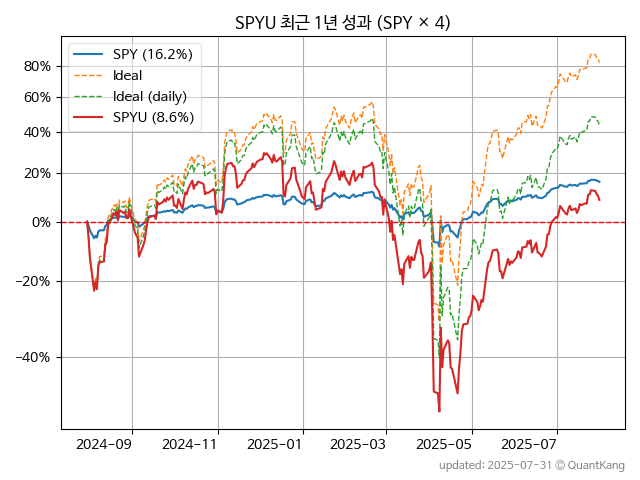 SPYU 최근 1년 성과 (SPY × 4)
SPY (16.2%)
Ideal
Ideal (daily)
SPYU (8.6%)
80%
60%
40%
20%
0%
−20%
−40%
2024−09 2024−11 2025−01 2025−03 2025−05 2025−07
updated: 2025-07-31 © QuantKang